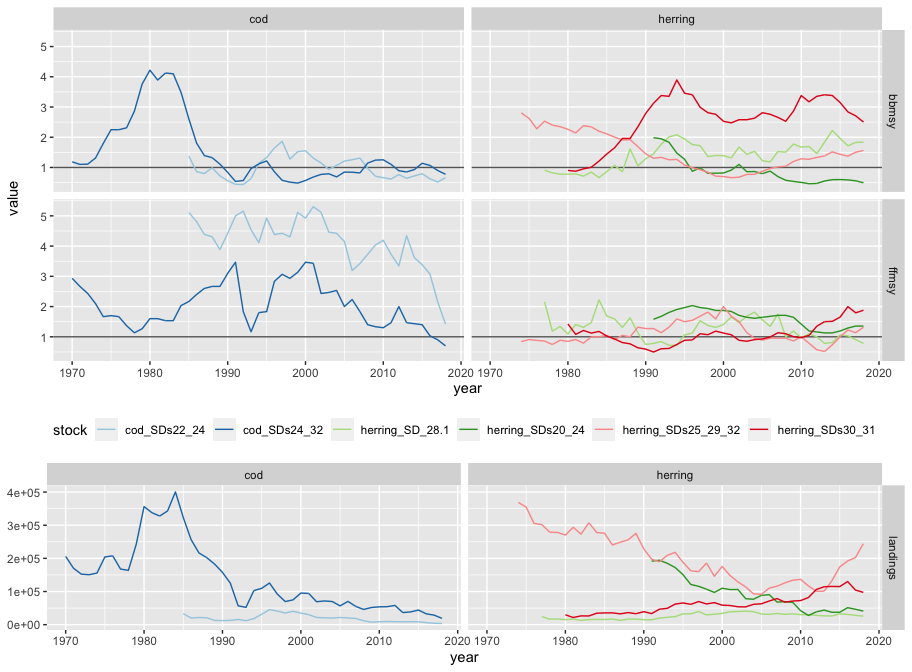 cod herring
5
4
3
2
1
bbmsy
value
5
4
3
2
1
ffmsy
1970 1980 1990 2000 2010 2020 1970 1980 1990 2000 2010 2020
year
stock cod_SDs22_24 cod_SDs24_32 herring_SD_28.1 herring_SDs20_24 herring_SDs25_29_32 herring_SDs30_31
cod herring
4e+05
3e+05
2e+05
1e+05
0e+00
landings
1970 1980 1990 2000 2010 2020 1970 1980 1990 2000 2010 2020
year